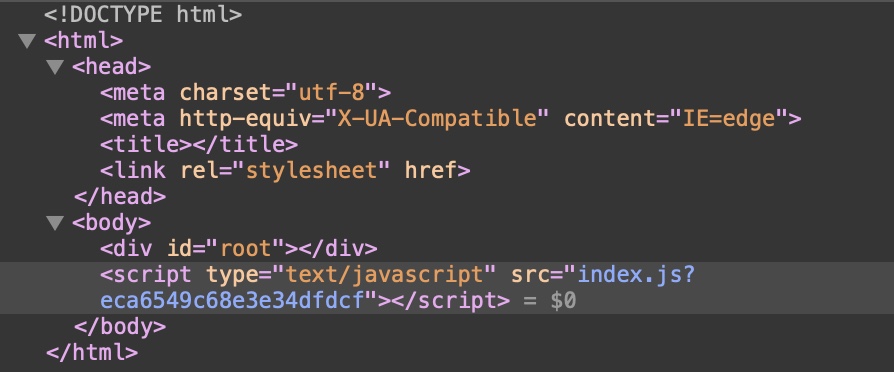 <!DOCTYPE html>
<html>
<head>
<meta charset="utf-8">
<meta http-equiv="X-UA-Compatible" content="IE=edge">
<title></title>
<link rel="stylesheet" href>
</head>
<body>
<div id="root"></div>
<script type="text/javascript" src="index.js?
eca6549c68e3e34dfdcf"></script> = $0
</body>
</html>